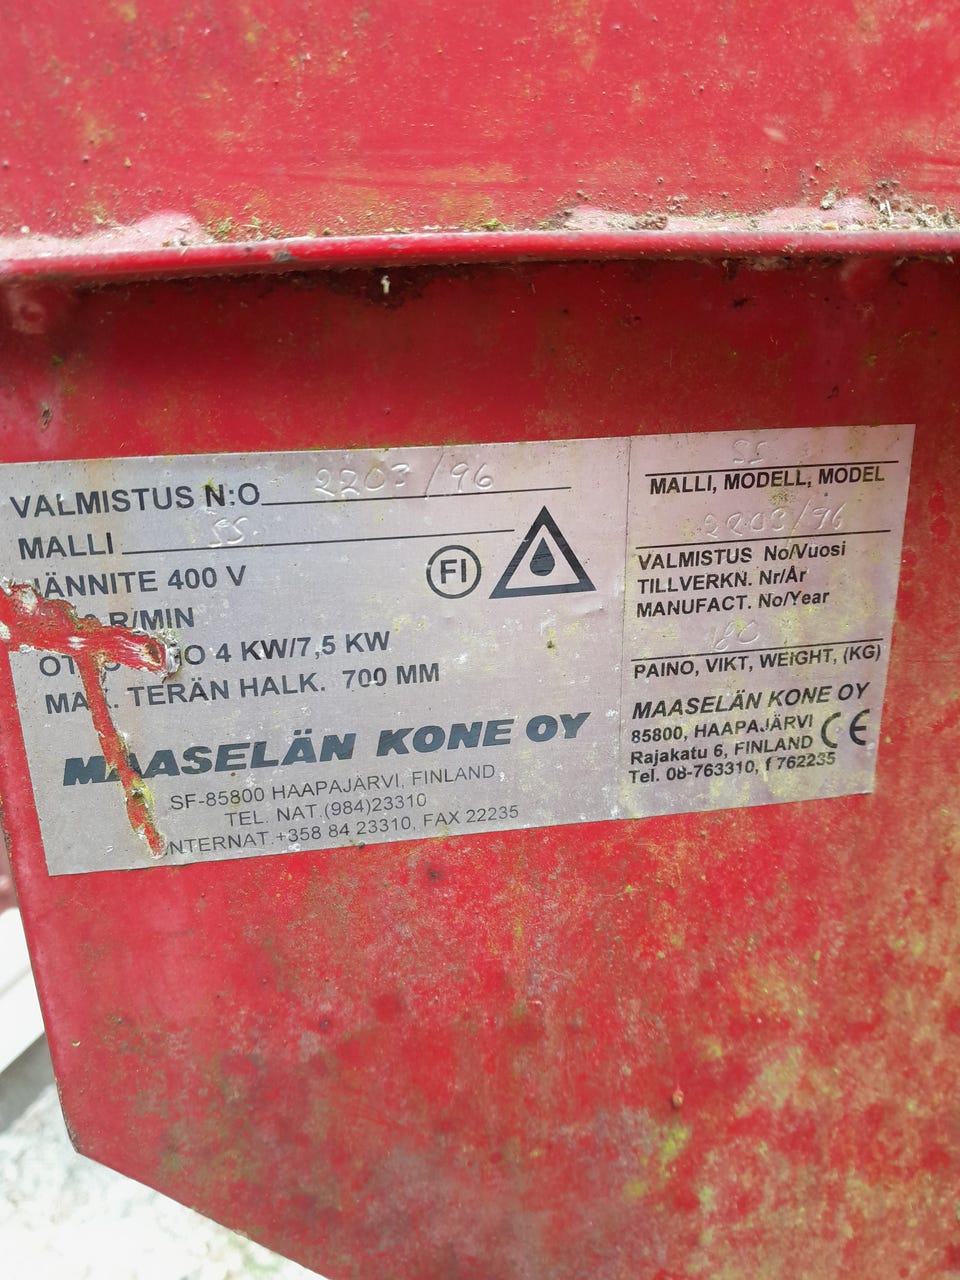 VALMISTUS N:O 2203/96
MALLI SS
JÄNNITE 400 V
R/MIN
4 KW/7,5 KW
MAX. TERÄN HALK. 700 MM
MAASELÄN KONE OY
SF-85800 HAAPAJÄRVI, FINLAND
TEL. NAT.(984)23310
INTERNAT.+358 84 23310, FAX 22235
FI
SS
MALLI, MODELL, MODEL
2203/96
VALMISTUS No/Vuosi
TILLVERKN. Nr/År
MANUFACT. No/Year
PAINO, VIKT, WEIGHT, (KG)
MAASELÄN KONE OY
85800, HAAPAJÄRVI
Rajakatu 6, FINLAND
Tel. 08-763310, f 762235
CE